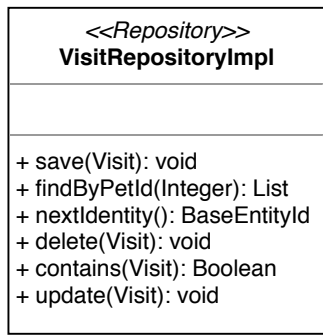 <<Repository>>
VisitRepositoryImpl
+ save(Visit): void
+ findByPetId(Integer): List
+ nextIdentity(): BaseEntityId
+ delete(Visit): void
+ contains(Visit): Boolean
+ update(Visit): void